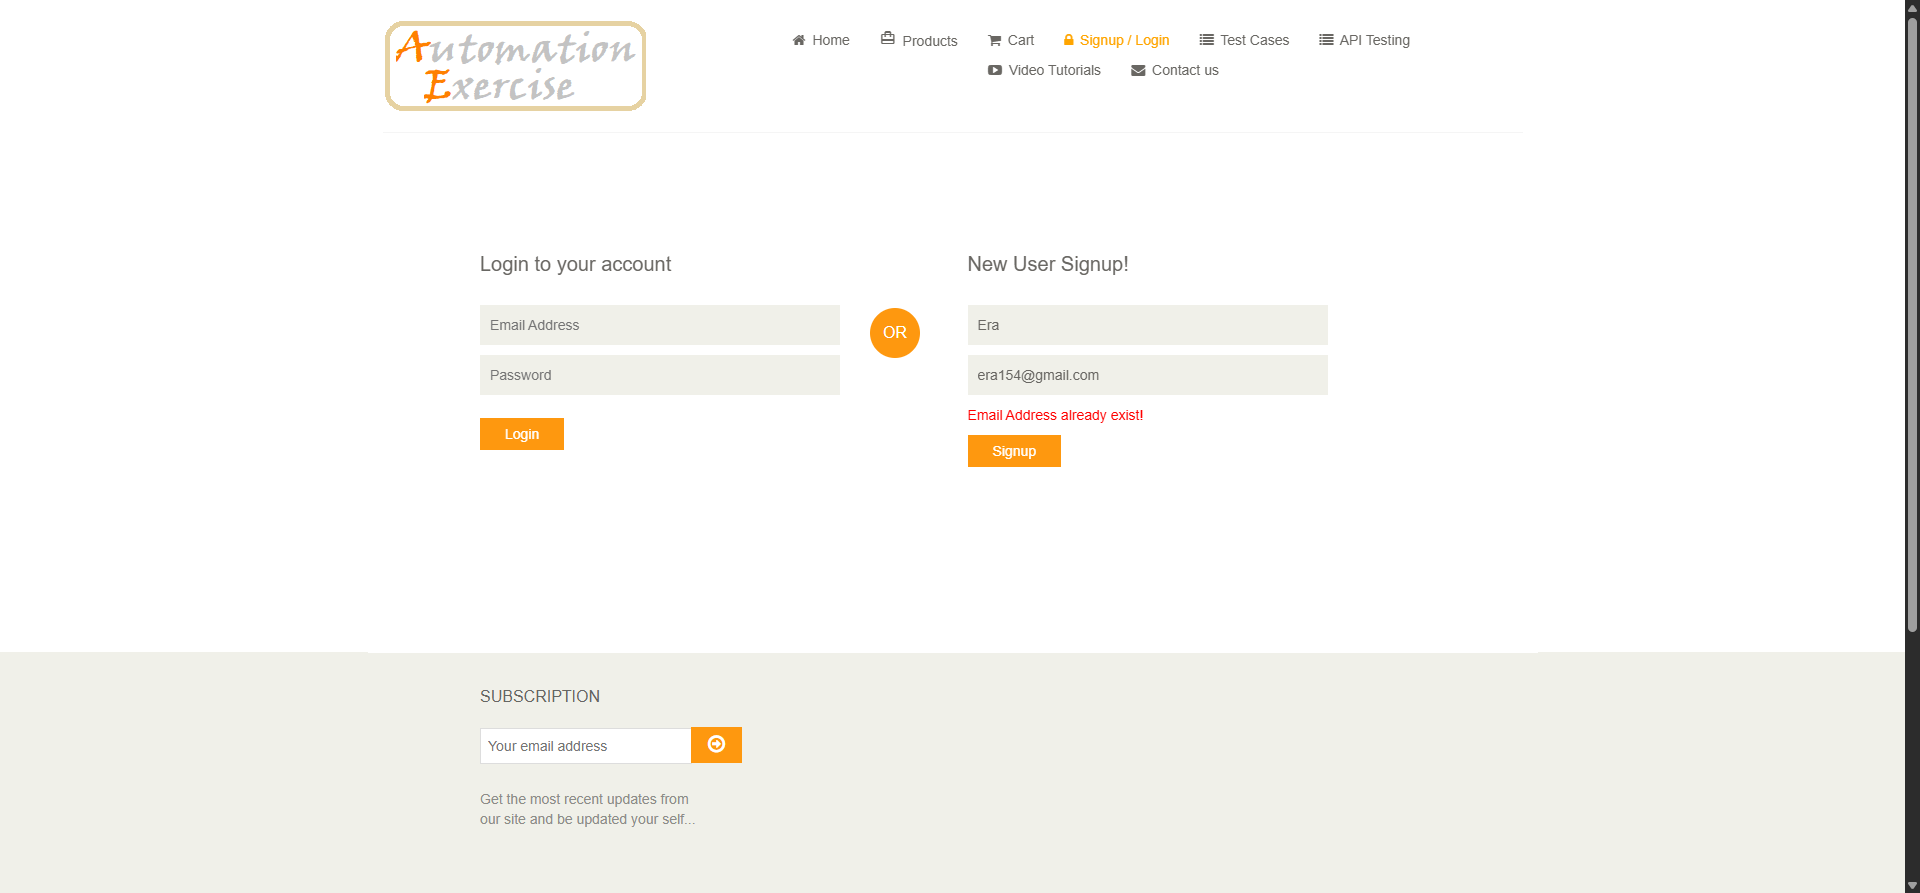 Automation
Exercise
Home
Products
Cart
Signup / Login
Test Cases
API Testing
Video Tutorials
Contact us
Login to your account
Email Address
Password
Login
OR
New User Signup!
Era
era154@gmail.com
Email Address already exist!
Signup
SUBSCRIPTION
Your email address
Get the most recent updates from
our site and be updated your self...